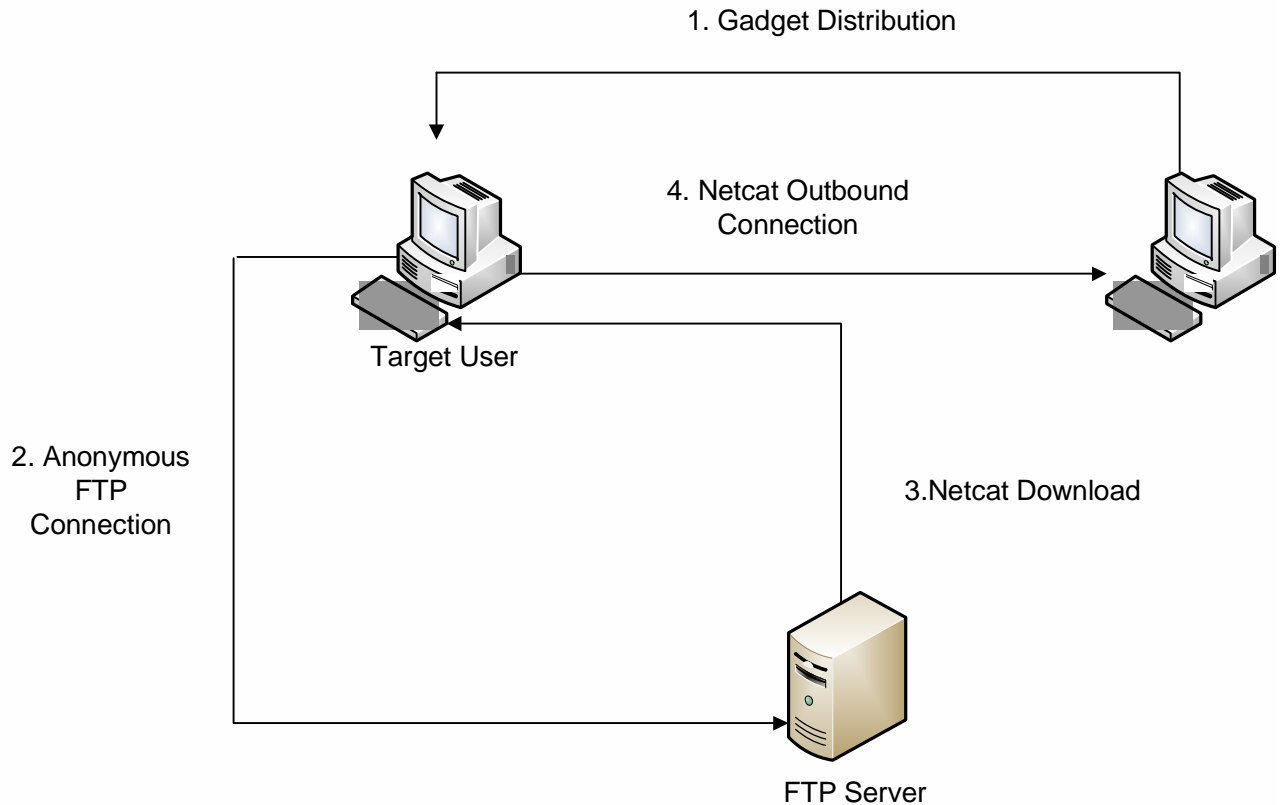 1. Gadget Distribution
4. Netcat Outbound
Connection
Target User
2. Anonymous
FTP
Connection
3.Netcat Download
FTP Server